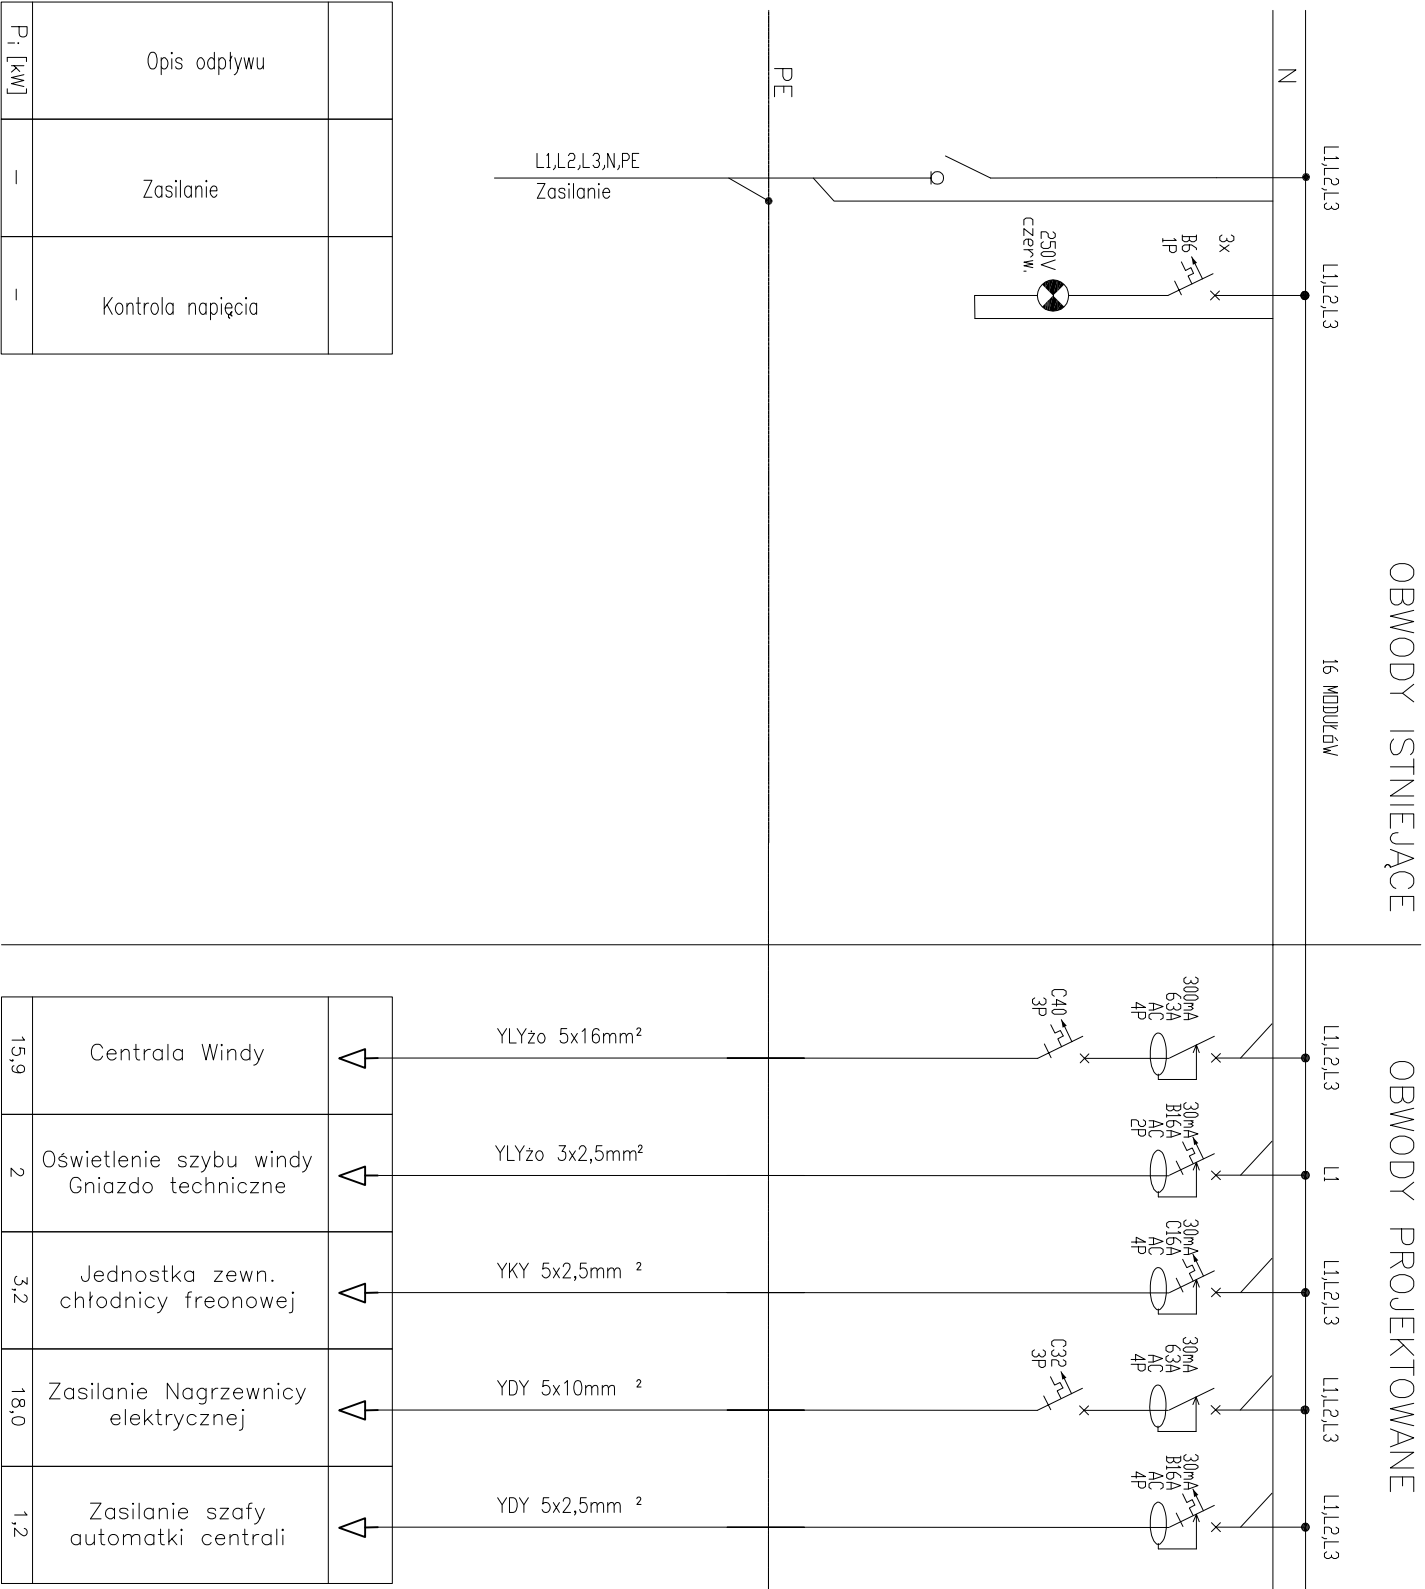 OBWODY ISTNIEJĄCE
OBWODY PROJEKTOWANE
16 MODUŁÓW
N
PE
L1,L2,L3
L1,L2,L3
L1,L2,L3
L1
L1,L2,L3
L1,L2,L3
L1,L2,L3
L1,L2,L3,N,PE
Zasilanie
3x
B6
1P
250V
czerw.
300mA
63A
AC
4P
C40
3P
30mA
B16A
AC
2P
30mA
C16A
AC
4P
30mA
63A
AC
4P
C32
3P
30mA
B16A
AC
4P
YLYżo 5x16mm²
YLYżo 3x2,5mm²
YKY 5x2,5mm ²
YDY 5x10mm ²
YDY 5x2,5mm ²
Opis odpływu
Pi [kW]
Zasilanie
–
Kontrola napięcia
–
Centrala Windy
15,9
Oświetlenie szybu windy
Gniazdo techniczne
2
Jednostka zewn.
chłodnicy freonowej
3,2
Zasilanie Nagrzewnicy
elektrycznej
18,0
Zasilanie szafy
automatki centrali
1,2